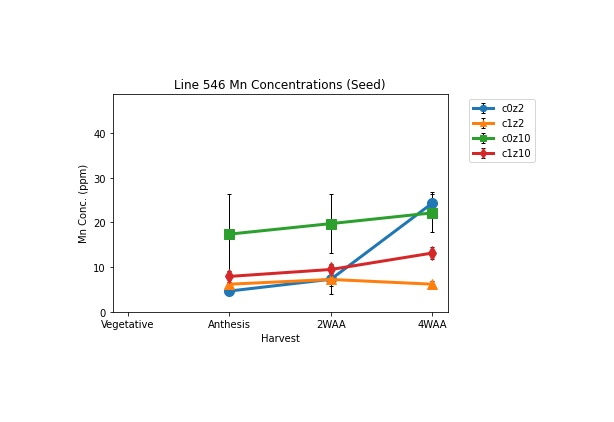 Line 546 Mn Concentrations (Seed)
Mn Conc. (ppm)
40
30
20
10
0
Vegetative Anthesis 2WAA 4WAA
Harvest
c0z2
c1z2
c0z10
c1z10